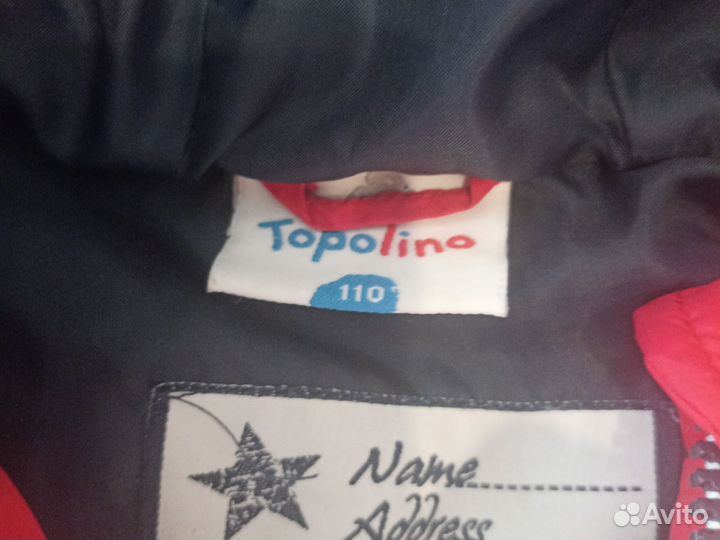 Topolino
110
Name
Address
Avito